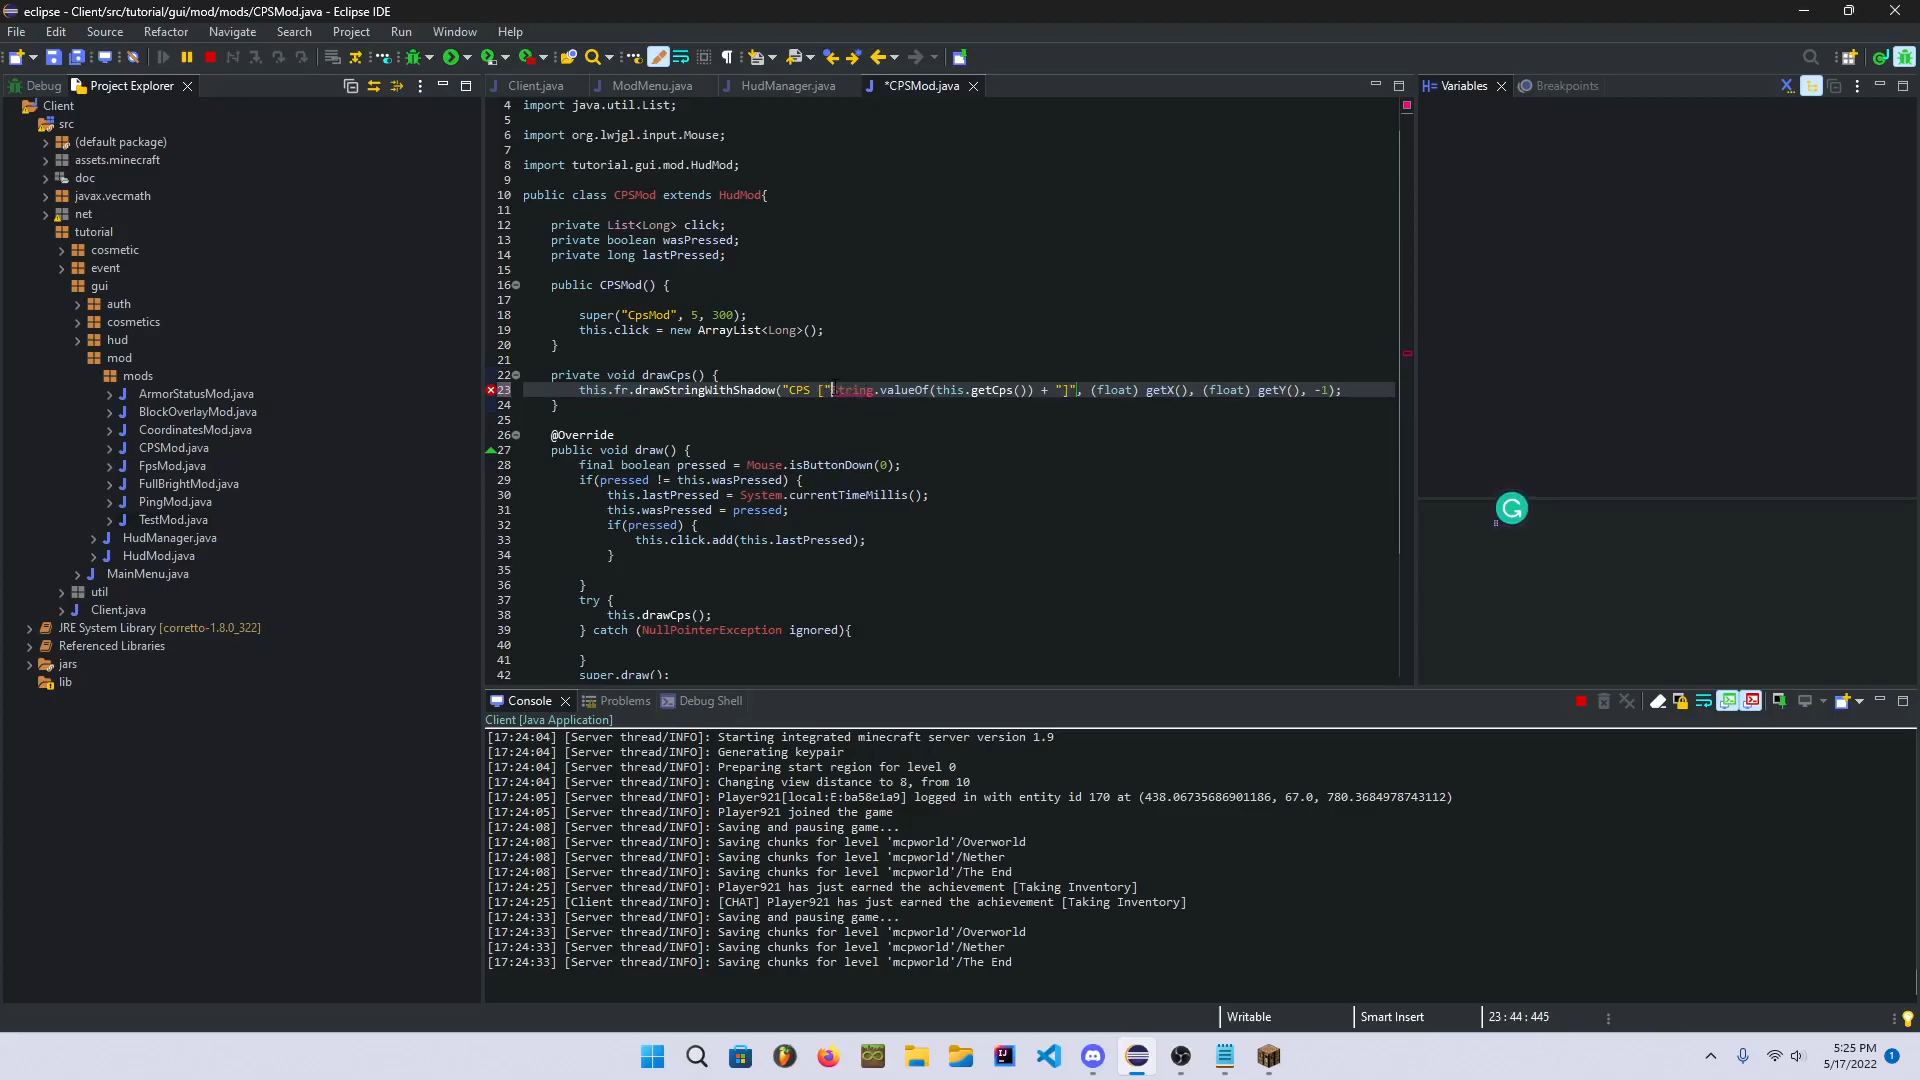 eclipse - Client/src/tutorial/gui/mod/mods/CPSMod.java - Eclipse IDE
File Edit Source Refactor Navigate Search Project Run Window Help
Debug Project Explorer
Client
src
(default package)
assets.minecraft
doc
javax.vecmath
net
tutorial
cosmetic
event
gui
auth
cosmetics
hud
mod
mods
ArmorStatusMod.java
BlockOverlayMod.java
CoordinatesMod.java
CPSMod.java
FpsMod.java
FullBrightMod.java
PingMod.java
TestMod.java
HudManager.java
HudMod.java
MainMenu.java
util
Client.java
JRE System Library [corretto-1.8.0_322]
Referenced Libraries
jars
lib
Client.java ModMenu.java HudManager.java *CPSMod.java
4 import java.util.List;
5
6 import org.lwjgl.input.Mouse;
7
8 import tutorial.gui.mod.HudMod;
9
10 public class CPSMod extends HudMod{
11
12 private List<Long> click;
13 private boolean wasPressed;
14 private long lastPressed;
15
16 public CPSMod() {
17
18 super("CpsMod", 5, 300);
19 this.click = new ArrayList<Long>();
20 }
21
22 private void drawCps() {
23 this.fr.drawStringWithShadow("CPS ["String.valueOf(this.getCps()) + "]", (float) getX(), (float) getY(), -1);
24 }
25
26 @Override
27 public void draw() {
28 final boolean pressed = Mouse.isButtonDown(0);
29 if(pressed != this.wasPressed) {
30 this.lastPressed = System.currentTimeMillis();
31 this.wasPressed = pressed;
32 if(pressed) {
33 this.click.add(this.lastPressed);
34 }
35
36 }
37 try {
38 this.drawCps();
39 } catch (NullPointerException ignored){
40
41 }
42 super.draw();
Variables Breakpoints
Console Problems Debug Shell
Client [Java Application]
[17:24:04] [Server thread/INFO]: Starting integrated minecraft server version 1.9
[17:24:04] [Server thread/INFO]: Generating keypair
[17:24:04] [Server thread/INFO]: Preparing start region for level 0
[17:24:04] [Server thread/INFO]: Changing view distance to 8, from 10
[17:24:05] [Server thread/INFO]: Player921[local:E:ba58e1a9] logged in with entity id 170 at (438.06735686901186, 67.0, 780.3684978743112)
[17:24:05] [Server thread/INFO]: Player921 joined the game
[17:24:08] [Server thread/INFO]: Saving and pausing game...
[17:24:08] [Server thread/INFO]: Saving chunks for level 'mcpworld'/Overworld
[17:24:08] [Server thread/INFO]: Saving chunks for level 'mcpworld'/Nether
[17:24:08] [Server thread/INFO]: Saving chunks for level 'mcpworld'/The End
[17:24:25] [Server thread/INFO]: Player921 has just earned the achievement [Taking Inventory]
[17:24:25] [Client thread/INFO]: [CHAT] Player921 has just earned the achievement [Taking Inventory]
[17:24:33] [Server thread/INFO]: Saving and pausing game...
[17:24:33] [Server thread/INFO]: Saving chunks for level 'mcpworld'/Overworld
[17:24:33] [Server thread/INFO]: Saving chunks for level 'mcpworld'/Nether
[17:24:33] [Server thread/INFO]: Saving chunks for level 'mcpworld'/The End
Writable Smart Insert 23 : 44 : 445
5:25 PM
5/17/2022 1